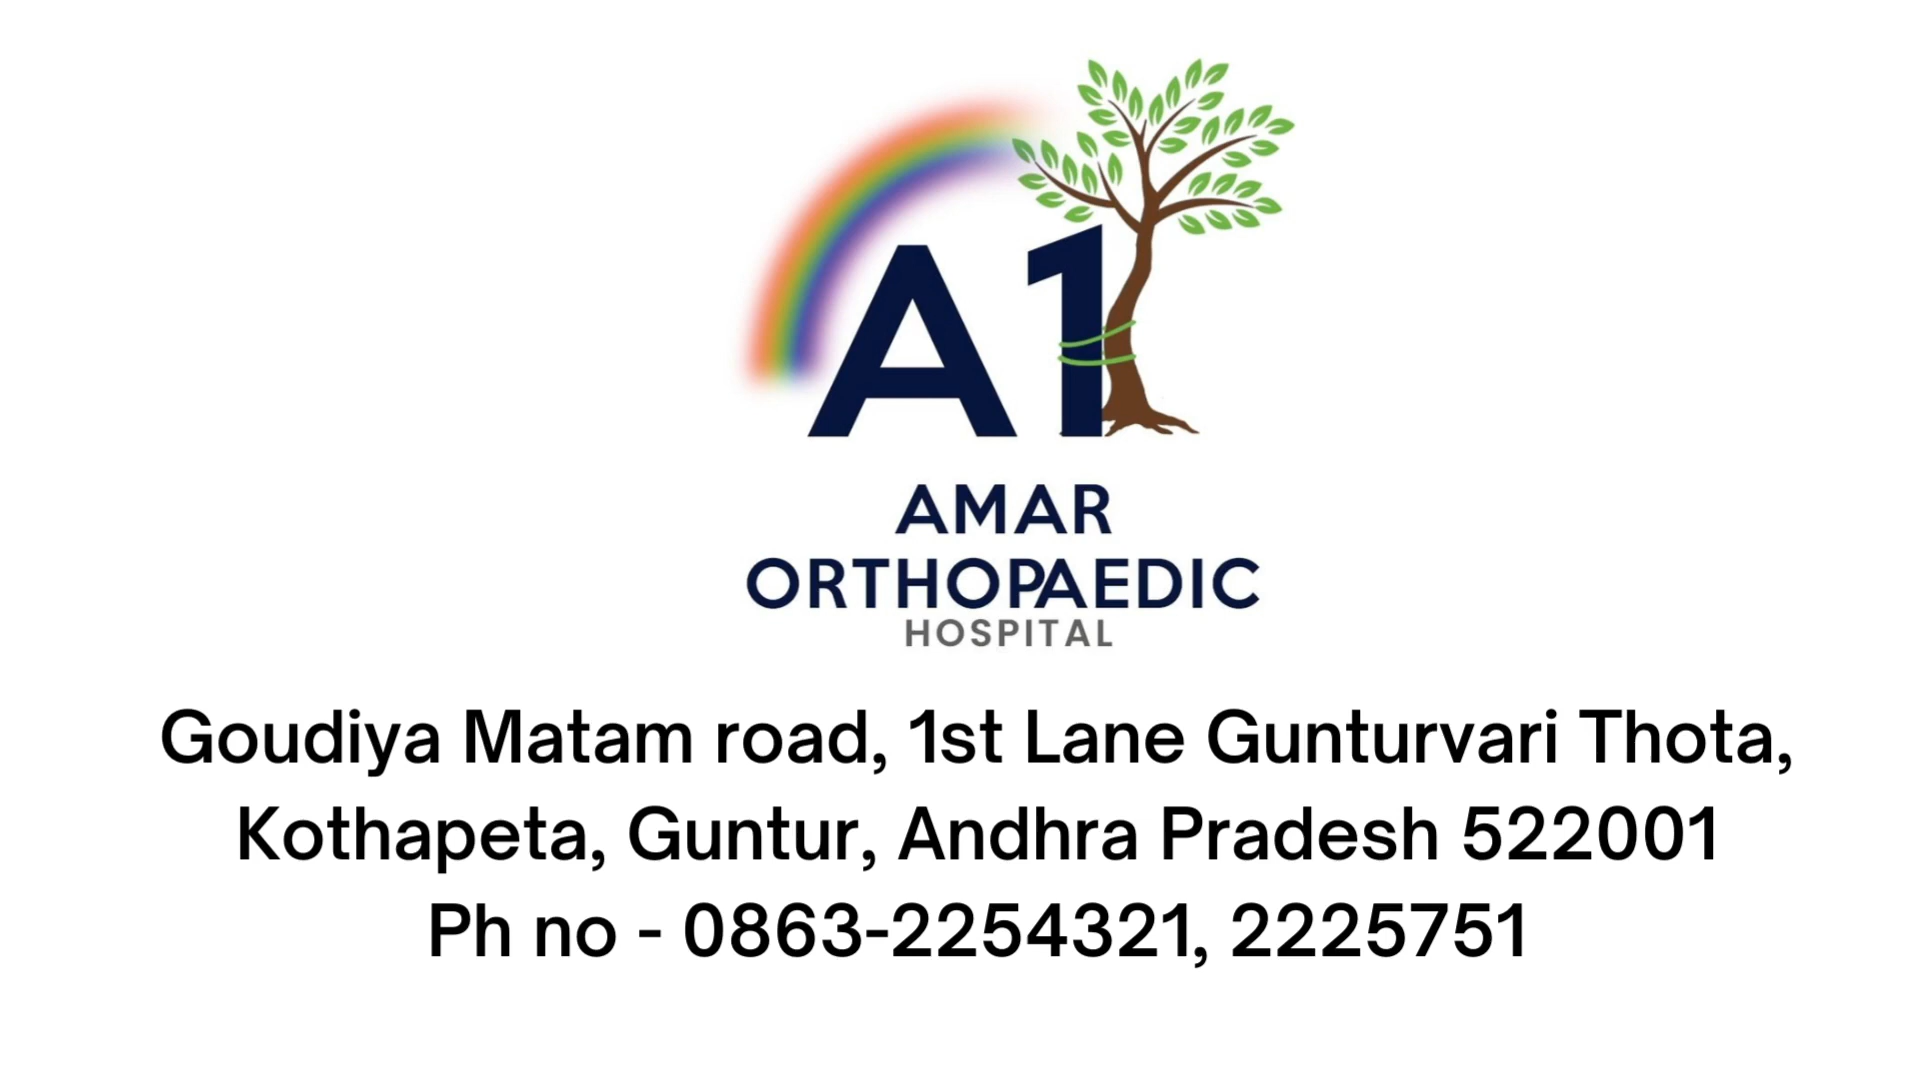 A1
AMAR
ORTHOPAEDIC
HOSPITAL
Goudiya Matam road, 1st Lane Gunturvari Thota,
Kothapeta, Guntur, Andhra Pradesh 522001
Ph no - 0863-2254321, 2225751